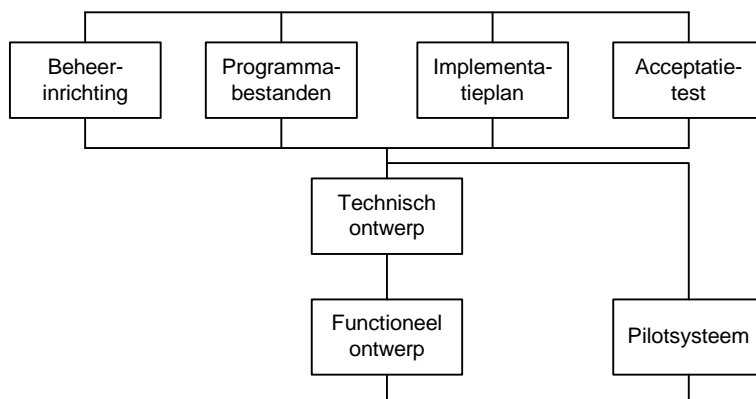 Beheer-
inrichting
Programma-
bestanden
Implementa-
tieplan
Acceptatie-
test
Technisch
ontwerp
Functioneel
ontwerp
Pilotsysteem